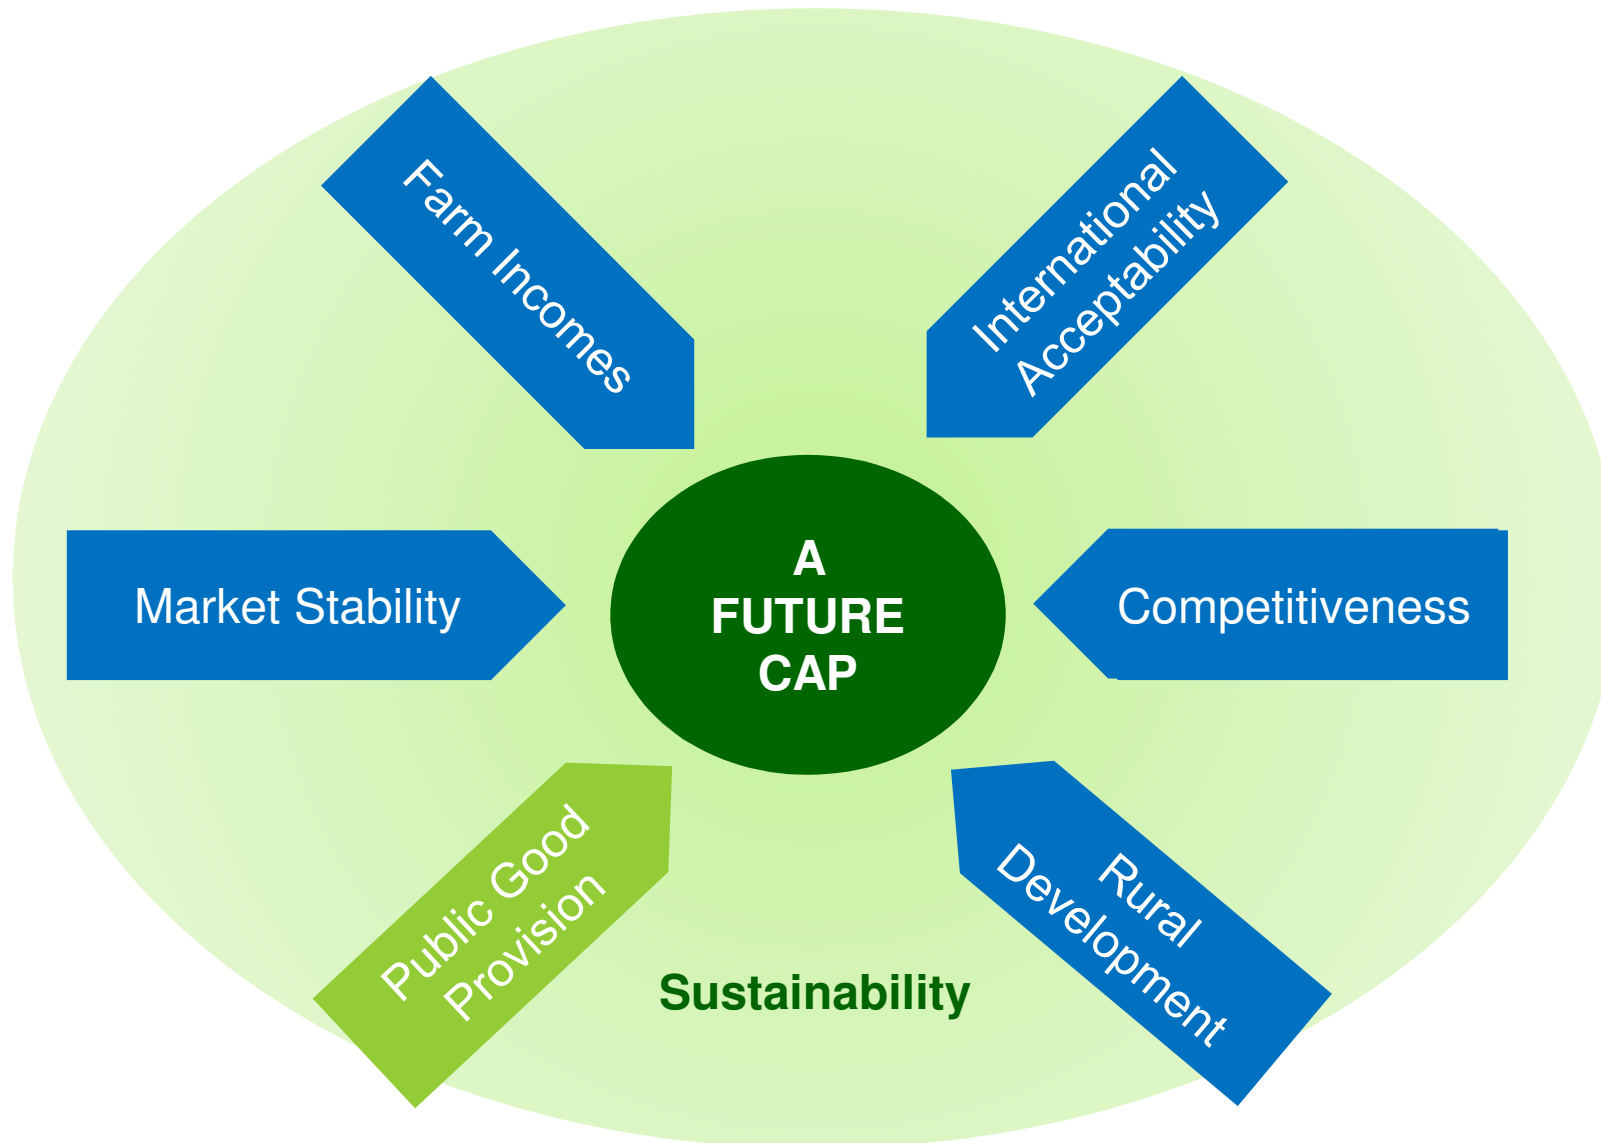 Farm Incomes
International
Acceptability
Market Stability
A
FUTURE
CAP
Competitiveness
Public Good
Provision
Rural
Development
Sustainability